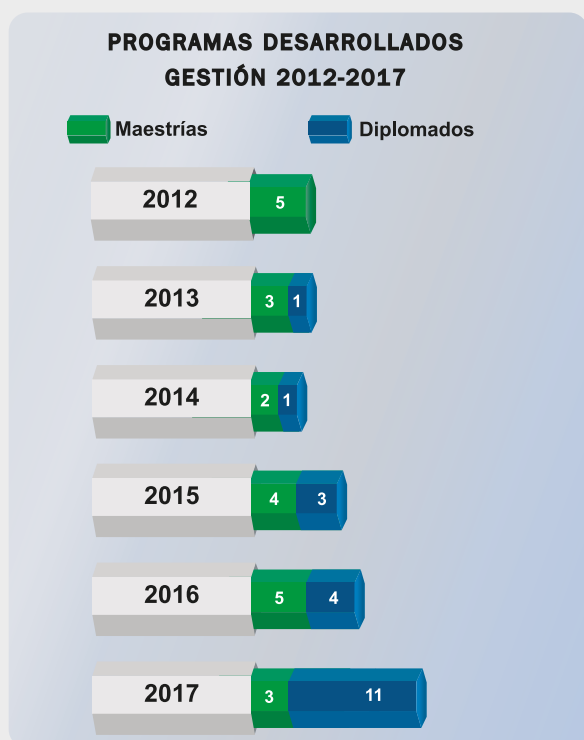 PROGRAMAS DESARROLLADOS
GESTIÓN 2012-2017
Maestrías Diplomados
2012 5
2013 3 1
2014 2 1
2015 4 3
2016 5 4
2017 3 11